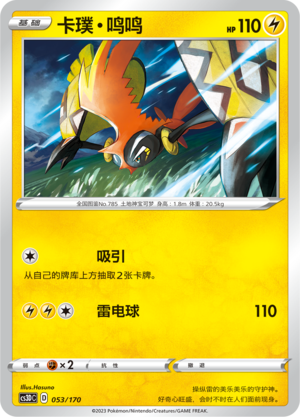 基础
卡璞・鸣鸣
HP 110
全国图鉴No.785 土地神宝可梦 身高：1.8m 体重：20.5kg
吸引
从自己的牌库上方抽取2张卡牌。
雷电球 110
弱点 ×2 抵抗力 撤退
Illus.Hasuno
操纵雷的美乐美乐的守护神。
CS3DC D 053/170
好奇心旺盛，会时不时在人们面前现身。
©2023 Pokémon/Nintendo/Creatures/GAME FREAK.